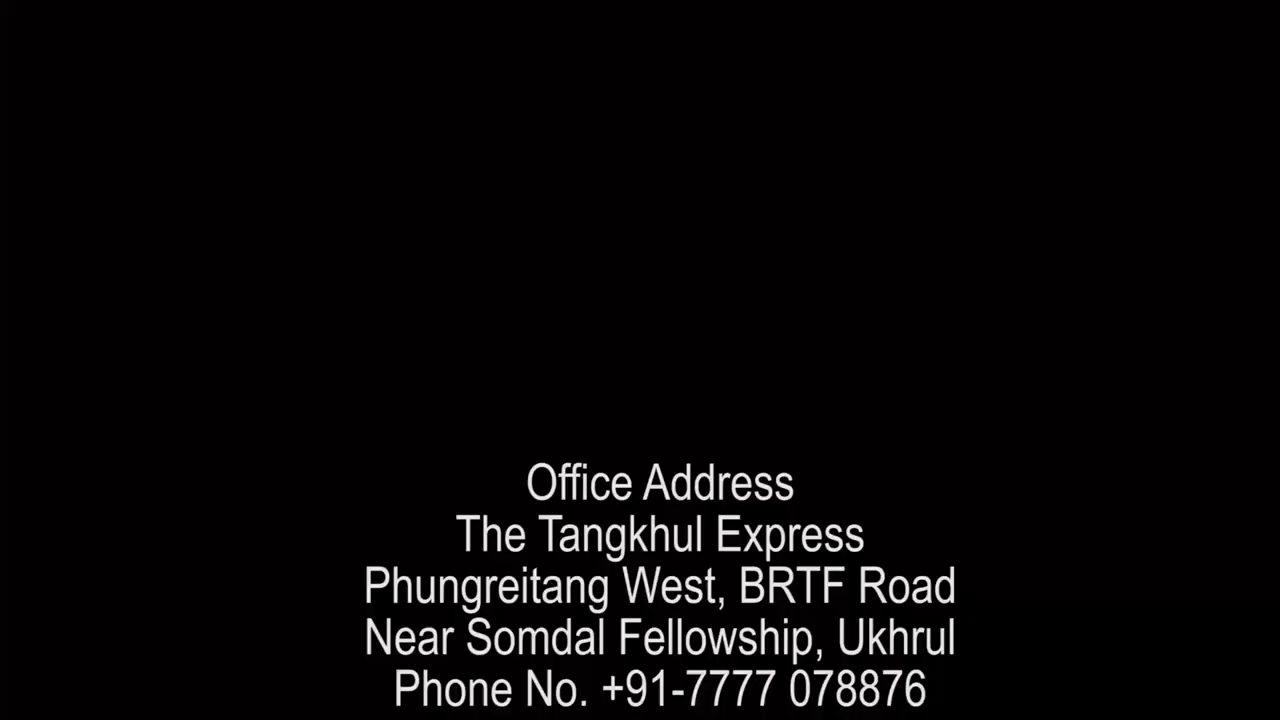 Office Address
The Tangkhul Express
Phungreitang West, BRTF Road
Near Somdal Fellowship, Ukhrul
Phone No. +91-7777 078876